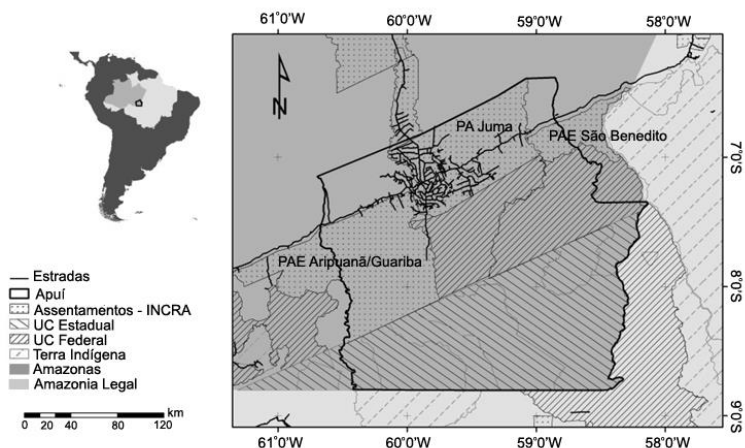 61°0'W 60°0'W 59°0'W 58°0'W
N
PA Juma
PAE São Benedito
PAE Aripuanã/Guariba
7°0'S
8°0'S
9°0'S
Estradas
Apuí
Assentamentos - INCRA
UC Estadual
UC Federal
Terra Indígena
Amazonas
Amazonia Legal
km
0 20 40 60 80 120
61°0'W 60°0'W 59°0'W 58°0'W